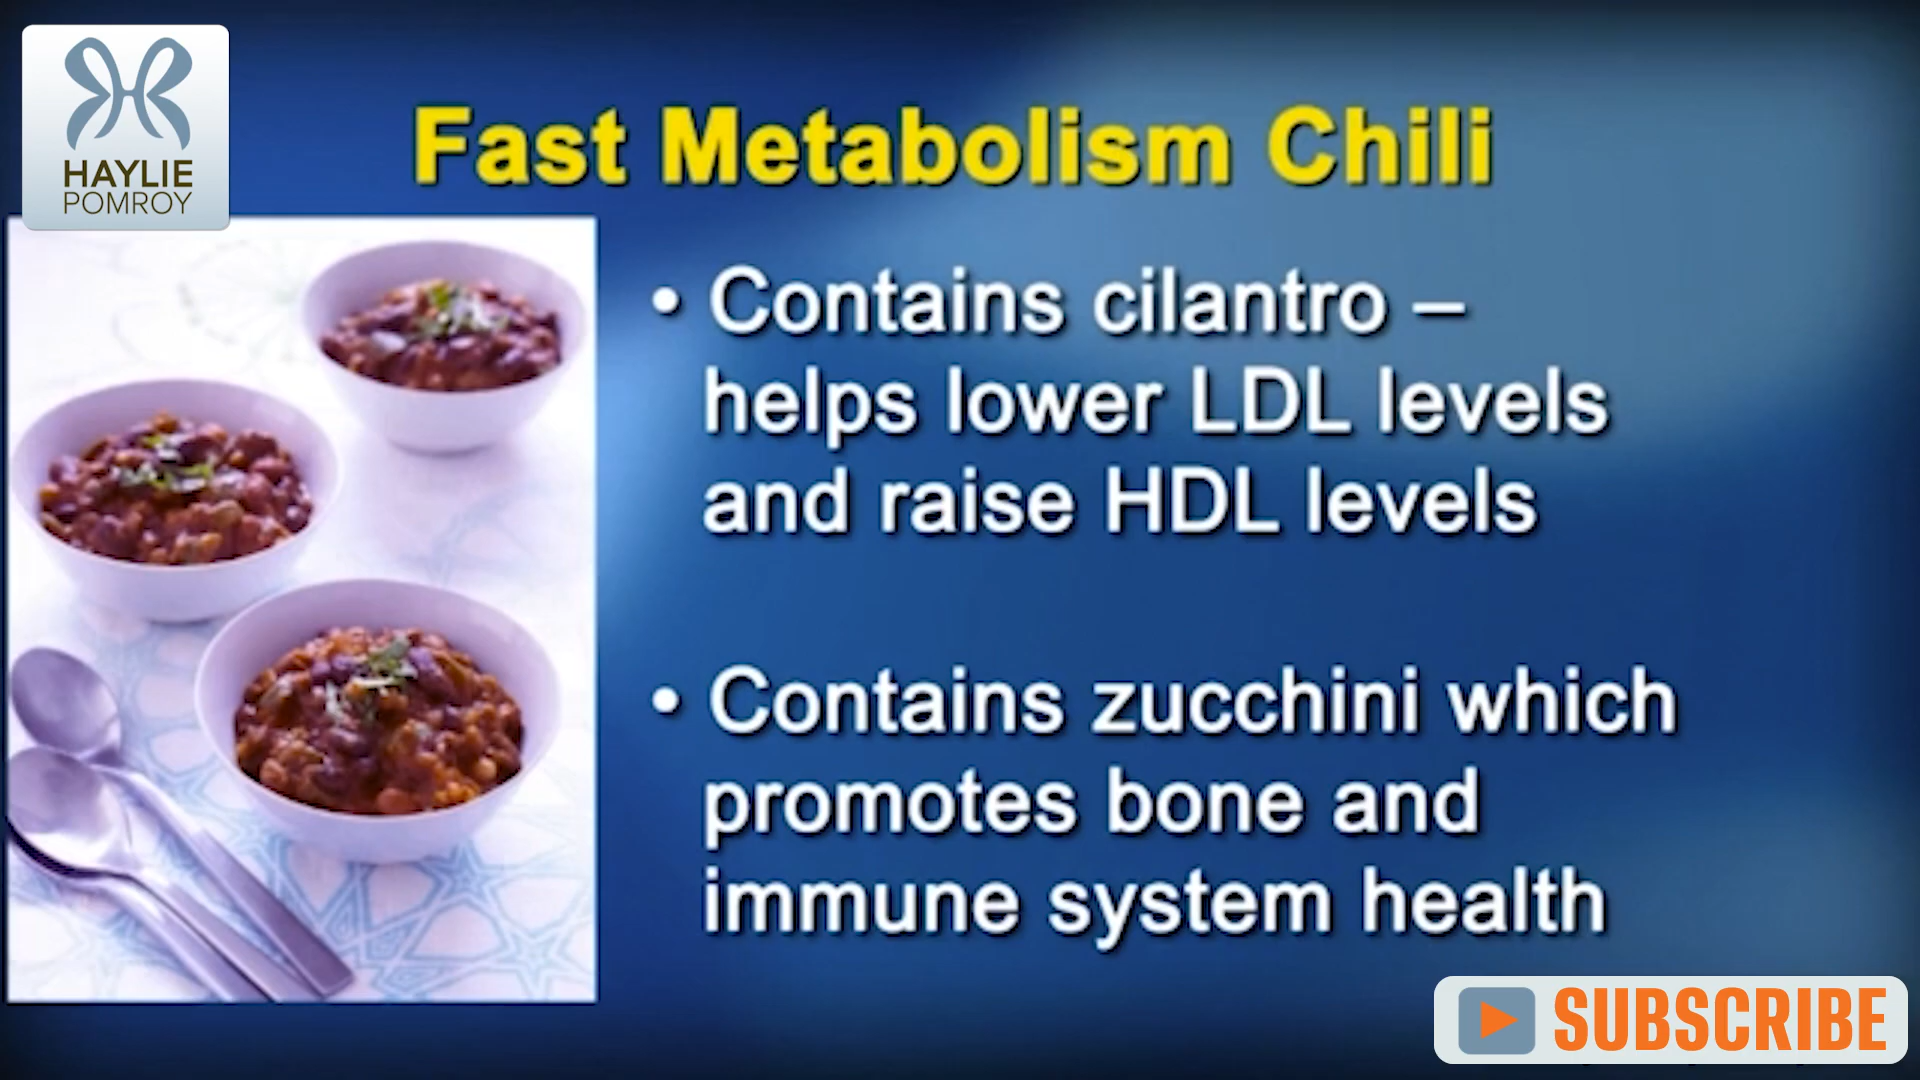 HAYLIE
POMROY
Fast Metabolism Chili
• Contains cilantro –
helps lower LDL levels
and raise HDL levels
• Contains zucchini which
promotes bone and
immune system health
SUBSCRIBE